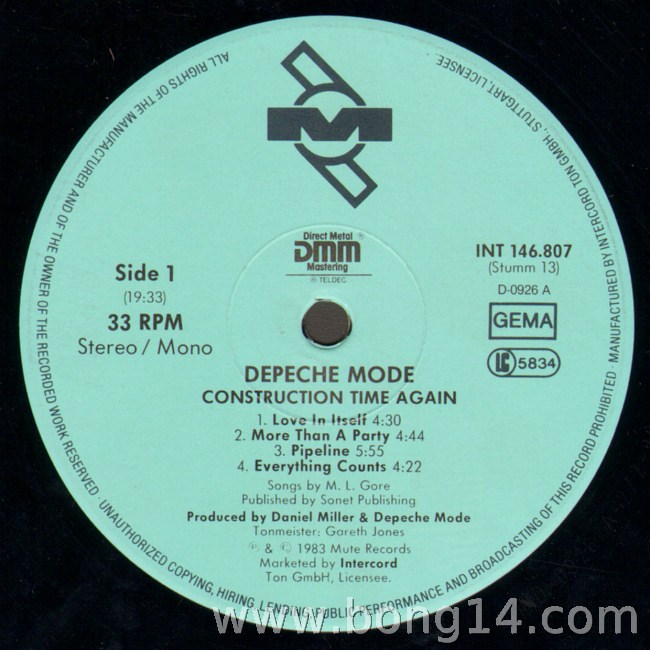 ALL RIGHTS OF THE MANUFACTURER AND OF THE OWNER OF THE RECORDED WORK RESERVED · UNAUTHORIZED COPYING, HIRING, LENDING, PUBLIC PERFORMANCE AND BROADCASTING OF THIS RECORD PROHIBITED · MANUFACTURED BY INTERCORD TON GMBH., STUTTGART, LICENSEE.
M
Direct Metal
DMM ®
Mastering
℗ TELDEC
Side 1
(19:33)
33 RPM
Stereo / Mono
INT 146.807
(Stumm 13)
D-0926 A
GEMA
LC 5834
DEPECHE MODE
CONSTRUCTION TIME AGAIN
1. Love In Itself 4:30
2. More Than A Party 4:44
3. Pipeline 5:55
4. Everything Counts 4:22
Songs by M. L. Gore
Published by Sonet Publishing
Produced by Daniel Miller & Depeche Mode
Tonmeister: Gareth Jones
℗ & © 1983 Mute Records
Marketed by Intercord
Ton GmbH, Licensee.
www.bong14.com